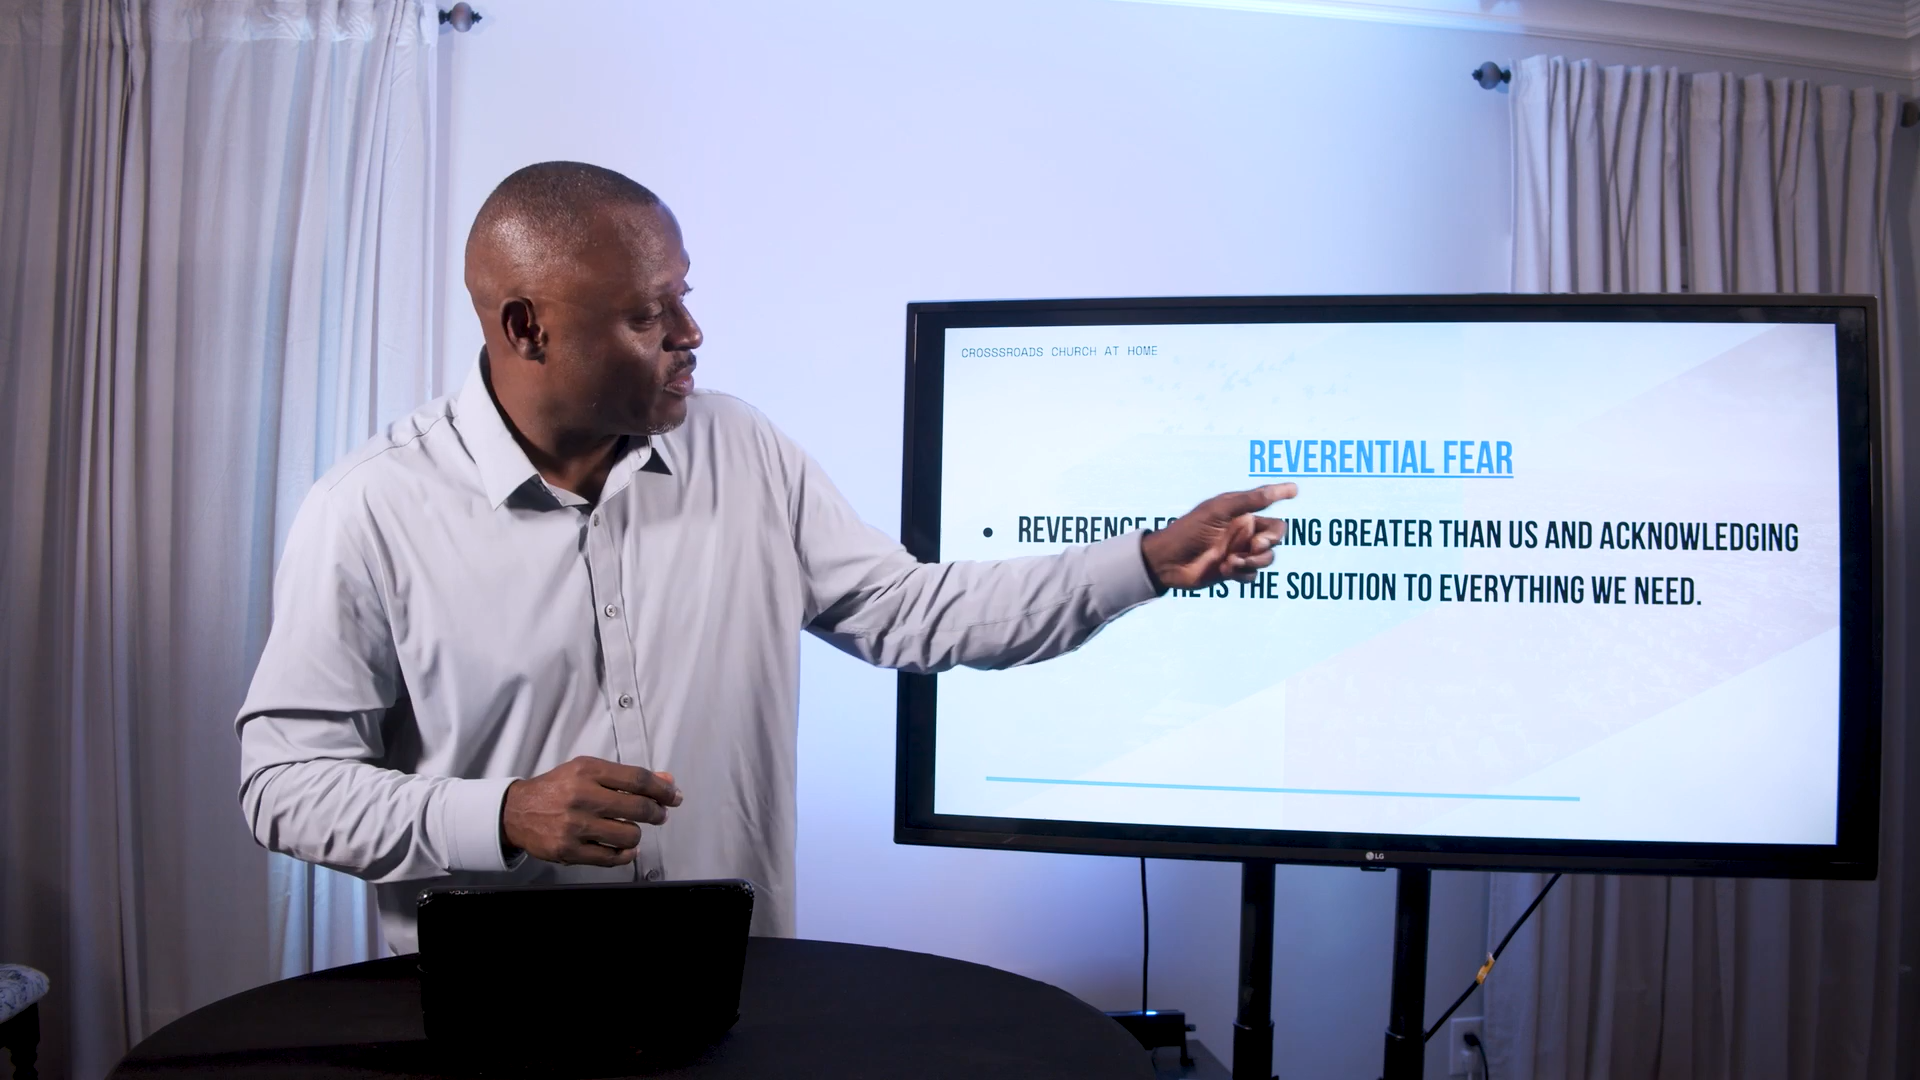 CROSSSROADS CHURCH AT HOME
REVERENTIAL FEAR
• REVERENCE GREATER THAN US AND ACKNOWLEDGING
IS THE SOLUTION TO EVERYTHING WE NEED.
LG